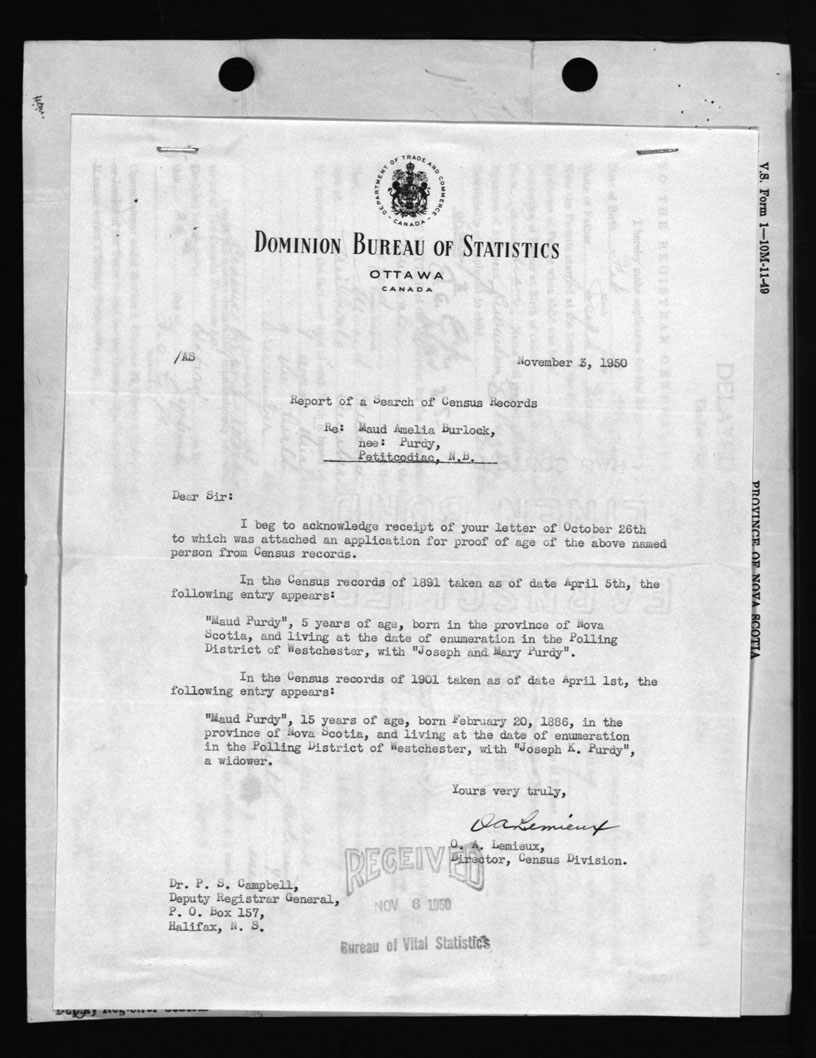 DEPARTMENT OF TRADE AND COMMERCE
- CANADA -
DOMINION BUREAU OF STATISTICS
OTTAWA
CANADA
/AS
November 3, 1950
Report of a Search of Census Records
Re: Maud Amelia Burlock,
nee: Purdy,
Petitcodiac, N.B.
Dear Sir:
I beg to acknowledge receipt of your letter of October 26th
to which was attached an application for proof of age of the above named
person from Census records.
In the Census records of 1891 taken as of date April 5th, the
following entry appears:
"Maud Purdy", 5 years of age, born in the province of Nova
Scotia, and living at the date of enumeration in the Polling
District of Westchester, with "Joseph and Mary Purdy".
In the Census records of 1901 taken as of date April 1st, the
following entry appears:
"Maud Purdy", 15 years of age, born February 20, 1886, in the
province of Nova Scotia, and living at the date of enumeration
in the Polling District of Westchester, with "Joseph K. Purdy",
a widower.
Yours very truly,
O A Lemieux
O. A. Lemieux,
Director, Census Division.
RECEIVED
NOV 6 1950
Bureau of Vital Statistics
Dr. P. S. Campbell,
Deputy Registrar General,
P. O. Box 157,
Halifax, N. S.
V.S. Form 1—10M-11-49
PROVINCE OF NOVA SCOTIA
Deputy Registrar General